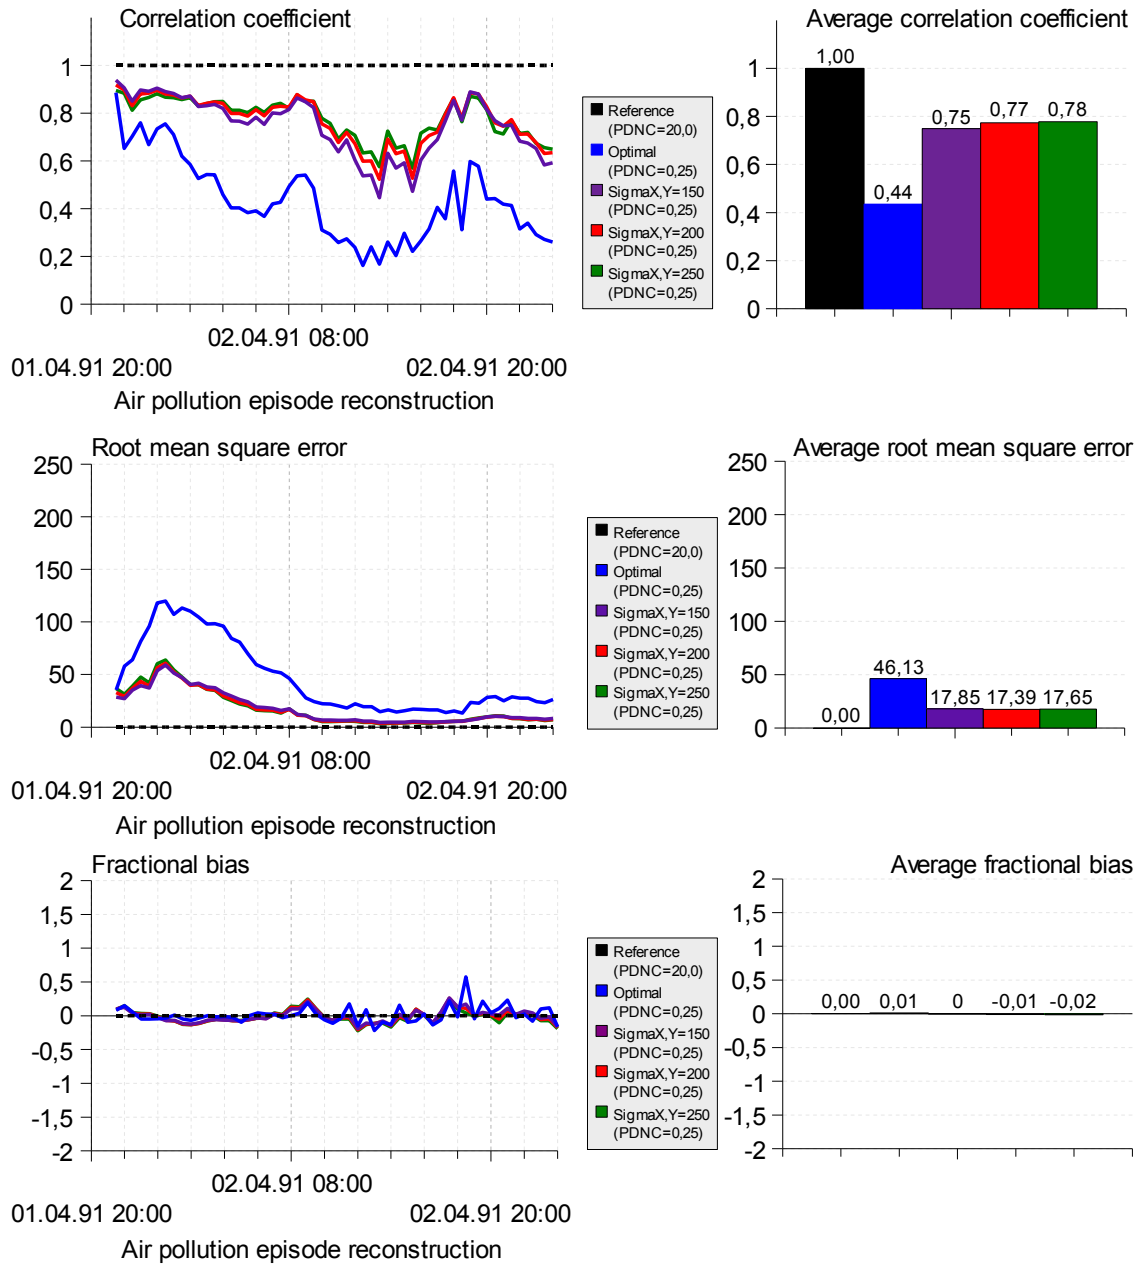 Correlation coefficient
1
0,8
0,6
0,4
0,2
0
02.04.91 08:00
01.04.91 20:00
02.04.91 20:00
Air pollution episode reconstruction
Reference
(PDNC=20,0)
Optimal
(PDNC=0,25)
SigmaX,Y=150
(PDNC=0,25)
SigmaX,Y=200
(PDNC=0,25)
SigmaX,Y=250
(PDNC=0,25)
Average correlation coefficient
1
0,8
0,6
0,4
0,2
0
1,00
0,44
0,75
0,77
0,78
Root mean square error
250
200
150
100
50
0
02.04.91 08:00
01.04.91 20:00
02.04.91 20:00
Air pollution episode reconstruction
Reference
(PDNC=20,0)
Optimal
(PDNC=0,25)
SigmaX,Y=150
(PDNC=0,25)
SigmaX,Y=200
(PDNC=0,25)
SigmaX,Y=250
(PDNC=0,25)
Average root mean square error
250
200
150
100
50
0
0,00
46,13
17,85
17,39
17,65
Fractional bias
2
1,5
1
0,5
0
-0,5
-1
-1,5
-2
02.04.91 08:00
01.04.91 20:00
02.04.91 20:00
Air pollution episode reconstruction
Reference
(PDNC=20,0)
Optimal
(PDNC=0,25)
SigmaX,Y=150
(PDNC=0,25)
SigmaX,Y=200
(PDNC=0,25)
SigmaX,Y=250
(PDNC=0,25)
Average fractional bias
2
1,5
1
0,5
0
-0,5
-1
-1,5
-2
0,00
0,01
0
-0,01
-0,02